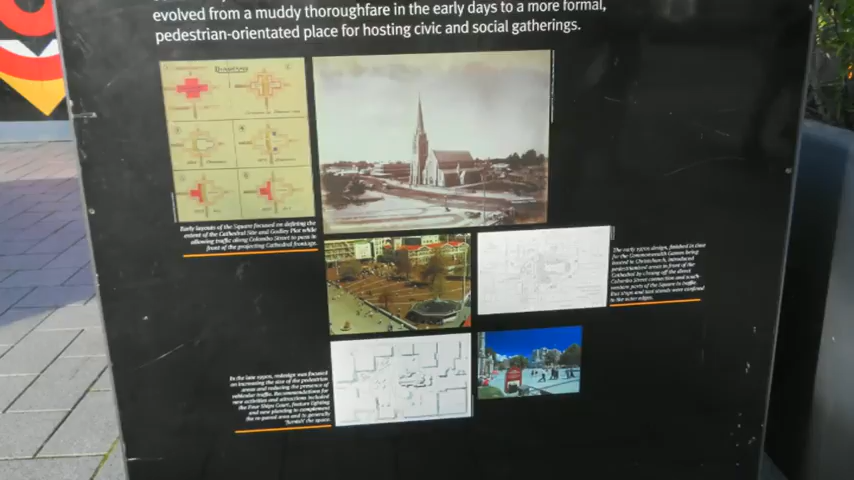 evolved from a muddy thoroughfare in the early days to a more formal,
pedestrian-orientated place for hosting civic and social gatherings.
Early layouts of the Square focused on defining the
extent of the Cathedral Site and Godley Plot while
allowing traffic along Colombo Street to pass in
front of the projecting Cathedral frontage.
The early 1970s design, finished in time
for the Commonwealth Games being
hosted in Christchurch, introduced
pedestrianised areas in front of the
Cathedral by closing off the direct
Colombo Street connection and south-
western parts of the Square to traffic.
Bus stops and taxi stands were confined
to the outer edges.
In the late 1990s, redesign was focused
on increasing the size of the pedestrian
areas and reducing the presence of
vehicular traffic. Recommendations for
new activities and attractions included
the Four Ships Court, feature lighting
and new planting to complement
the re-paved area and to generally
'furnish' the space.